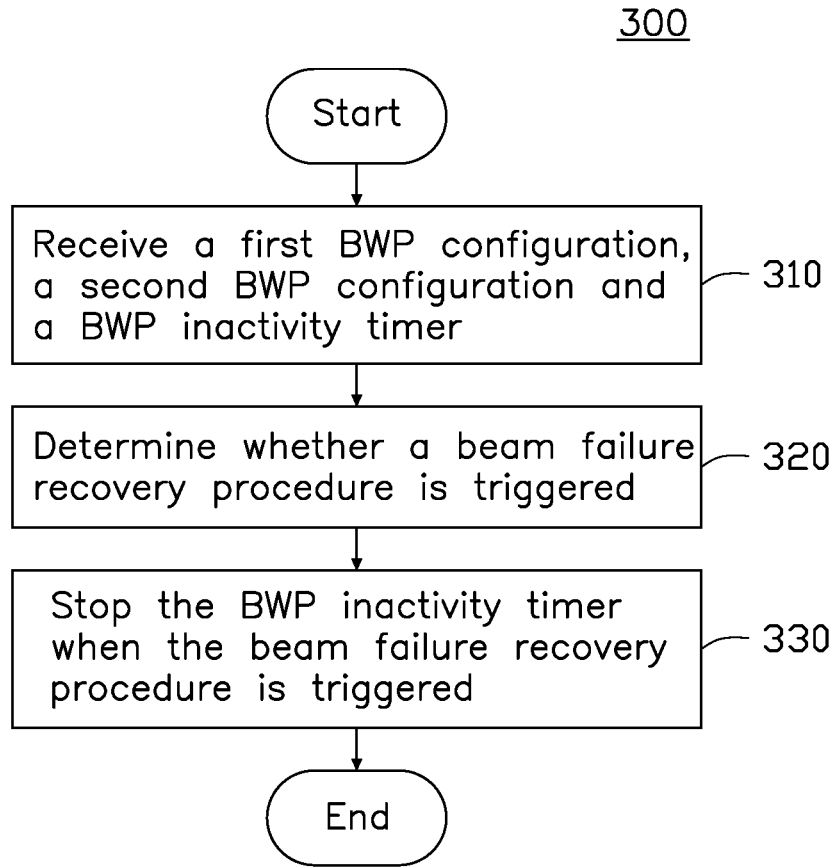 300
Start
Receive a first BWP configuration,
a second BWP configuration and
a BWP inactivity timer
310
Determine whether a beam failure
recovery procedure is triggered
320
Stop the BWP inactivity timer
when the beam failure recovery
procedure is triggered
330
End